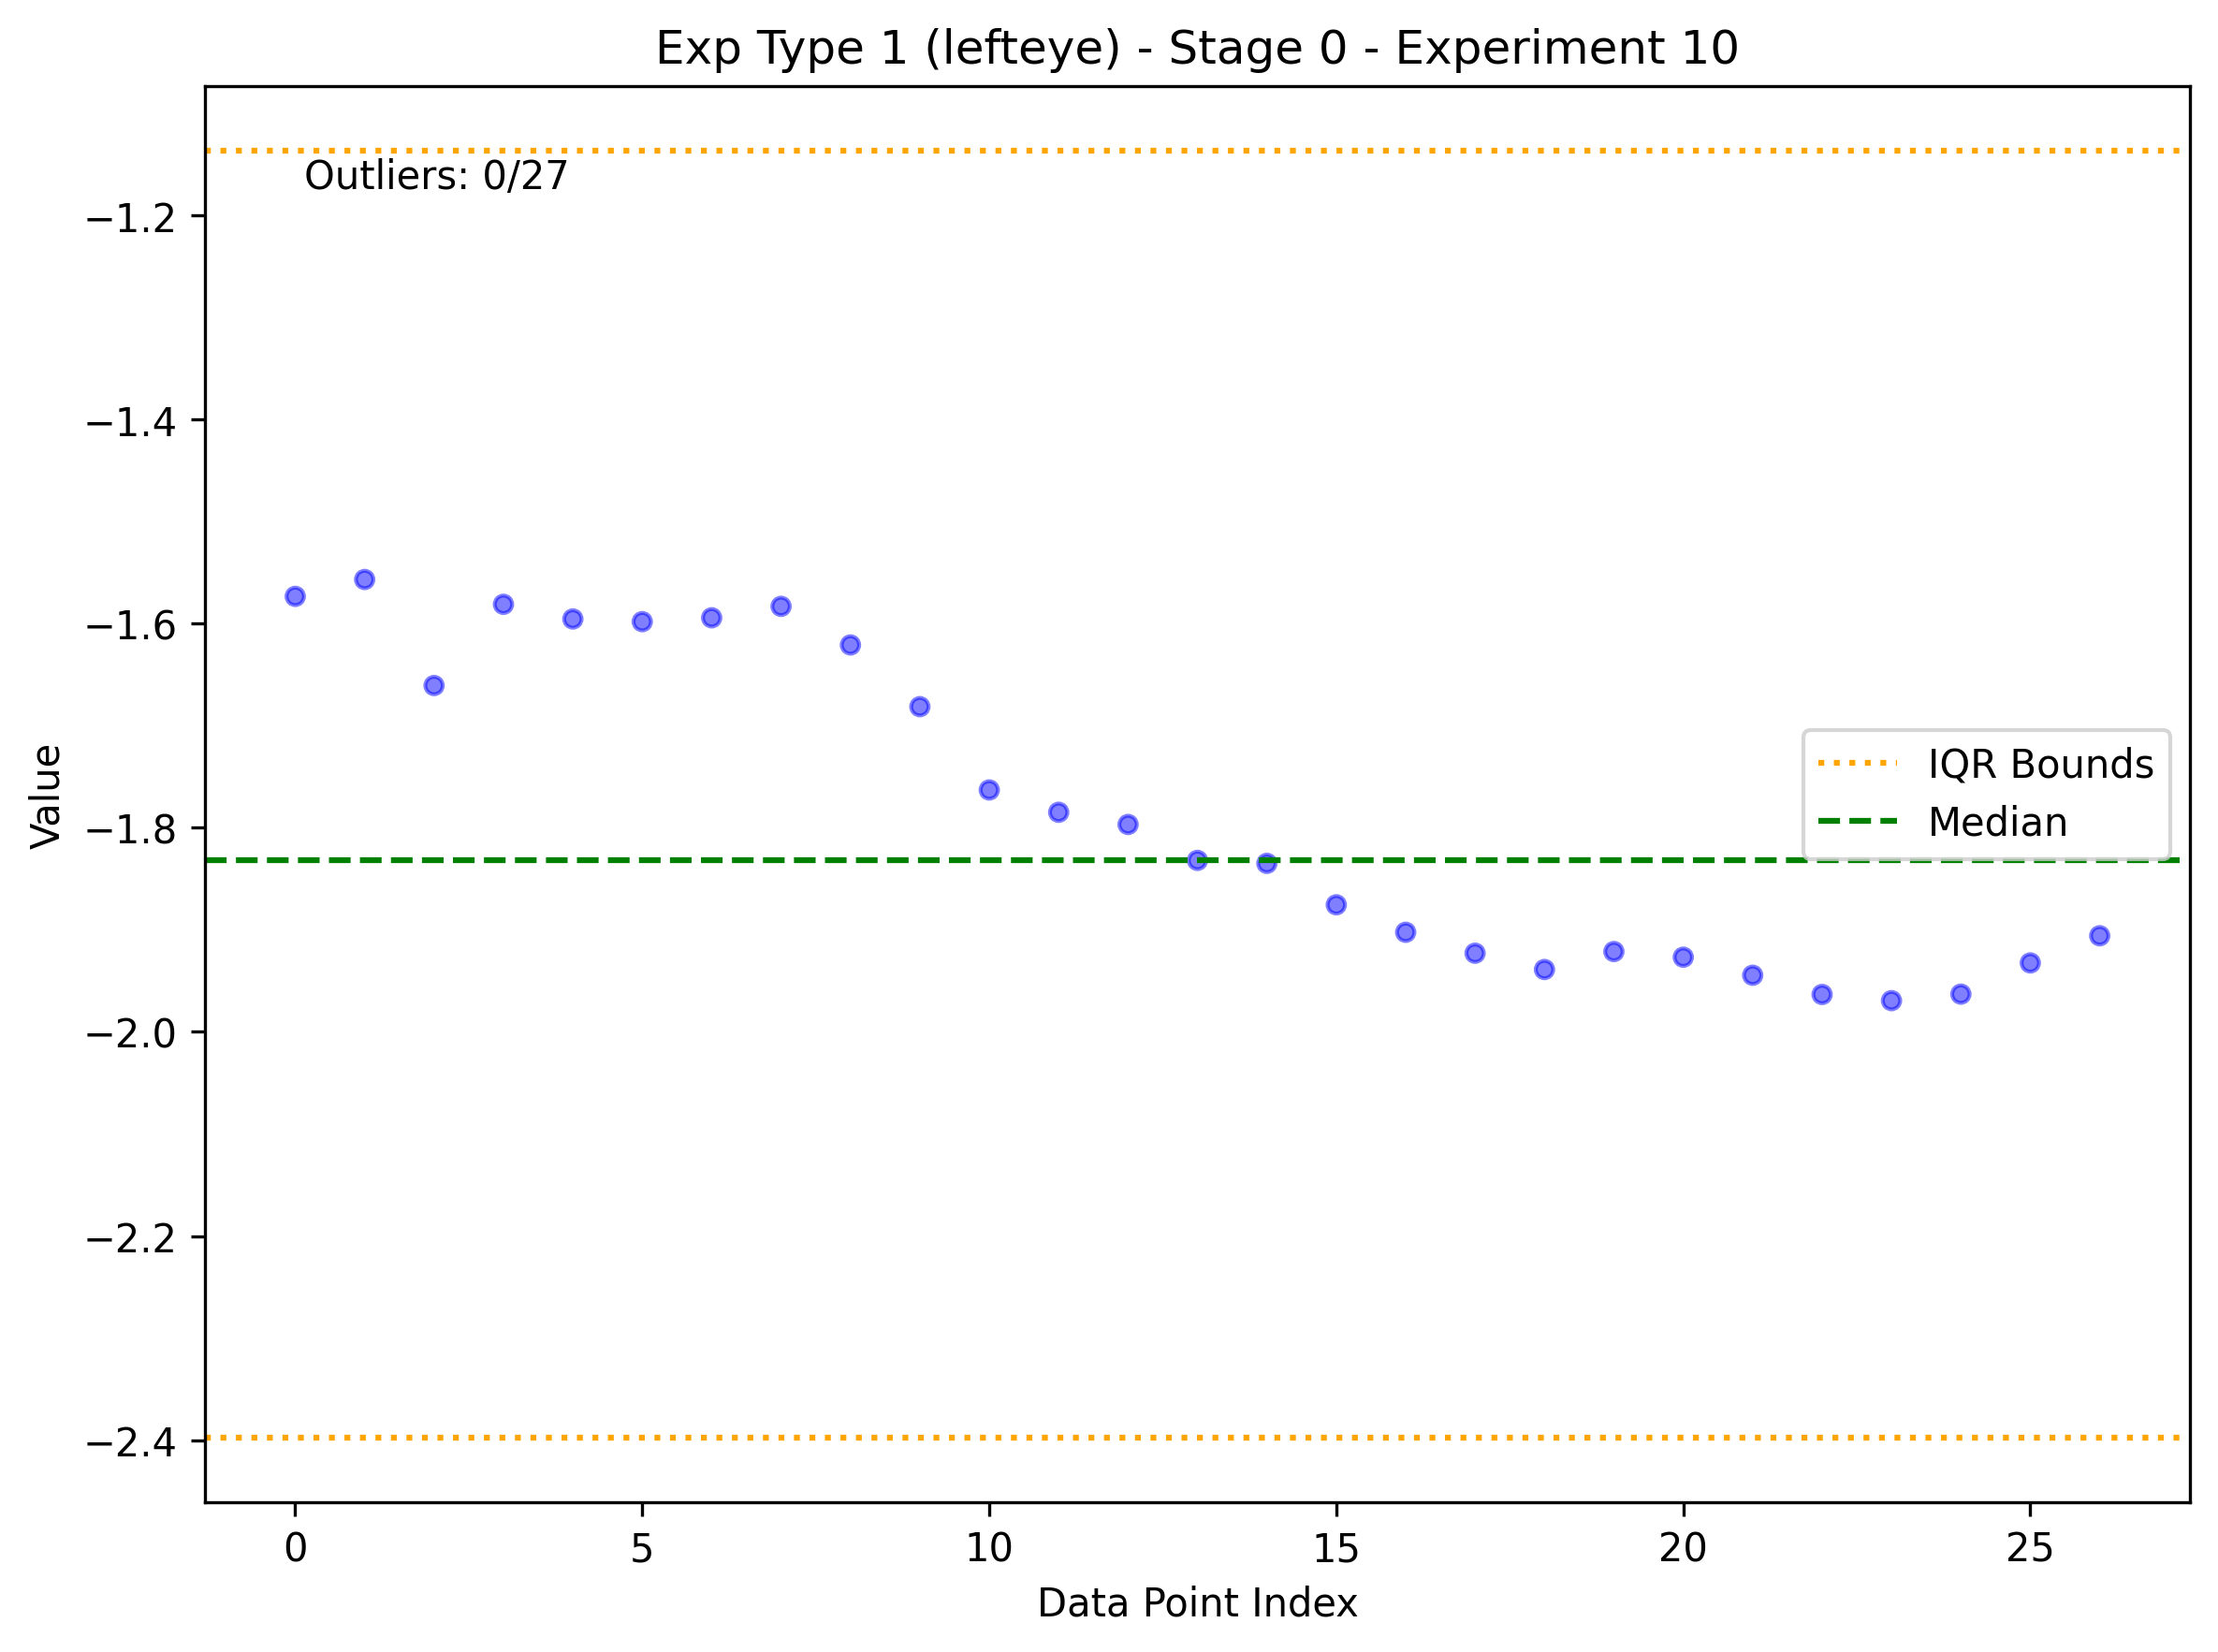 Exp Type 1 (lefteye) - Stage 0 - Experiment 10
Outliers: 0/27
−1.2
−1.4
−1.6
−1.8
−2.0
−2.2
−2.4
Value
IQR Bounds
Median
0 5 10 15 20 25
Data Point Index